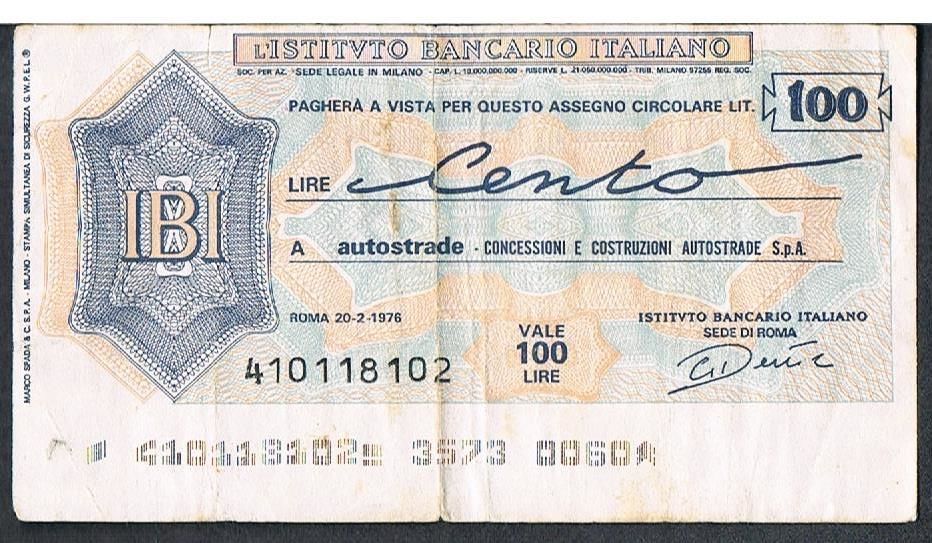 L'ISTITVTO BANCARIO ITALIANO
SOC. PER AZ. - SEDE LEGALE IN MILANO - CAP. L. 10.000.000.000 - RISERVE L. 21.050.000.000 - TRIB. MILANO 57255 REG. SOC.
PAGHERÀ A VISTA PER QUESTO ASSEGNO CIRCOLARE LIT. 100
LIRE Cento
A autostrade - CONCESSIONI E COSTRUZIONI AUTOSTRADE S.p.A.
IBI
ROMA 20-2-1976
ISTITVTO BANCARIO ITALIANO
SEDE DI ROMA
VALE
100
LIRE
410118102
410118102 3573 0060
MARCO SPADA & C. S.P.A. - MILANO - STAMPA SIMULTANEA DI SICUREZZA G.W.P.E.L.®